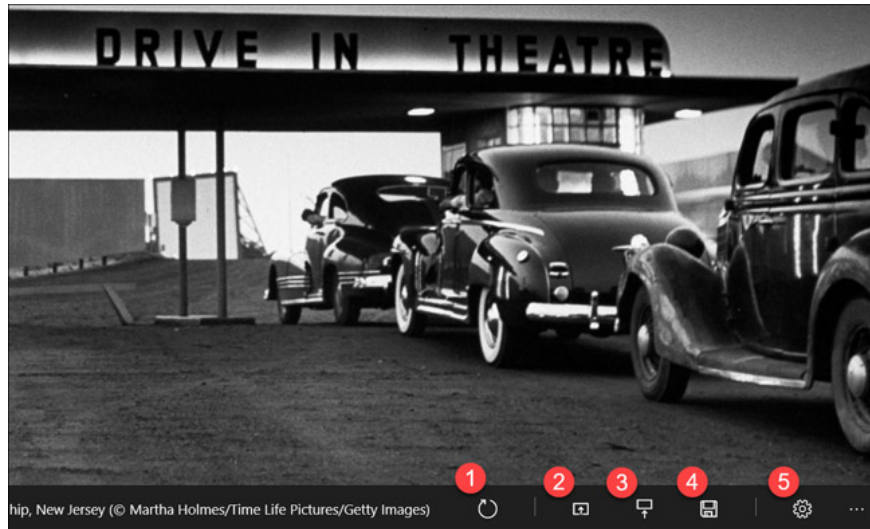 DRIVE IN THEATRE
1
2
3
4
5
hip, New Jersey (© Martha Holmes/Time Life Pictures/Getty Images)